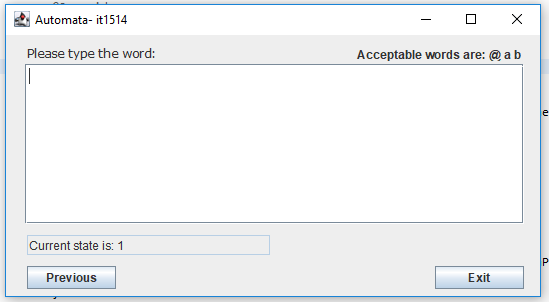 Automata- it1514
Please type the word:
Acceptable words are: @ a b
Current state is: 1
Previous
Exit
e
P